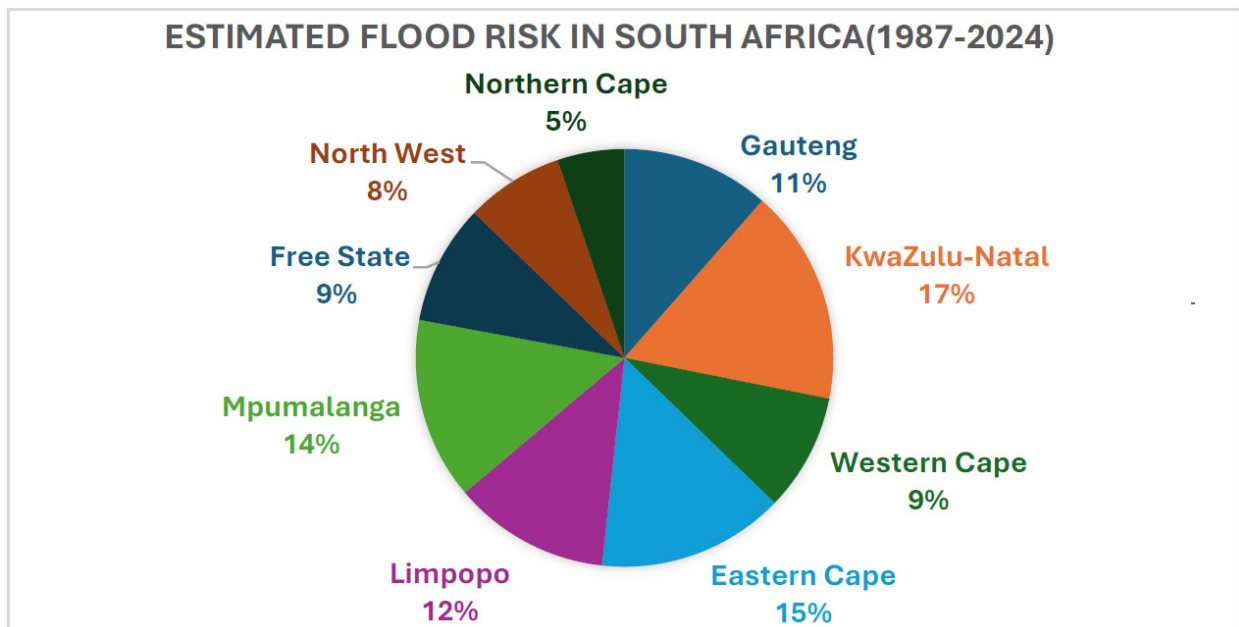 ESTIMATED FLOOD RISK IN SOUTH AFRICA(1987-2024)
Northern Cape
5%
Gauteng
11%
North West
8%
KwaZulu-Natal
17%
Free State
9%
Mpumalanga
14%
Western Cape
9%
Limpopo
12%
Eastern Cape
15%
-